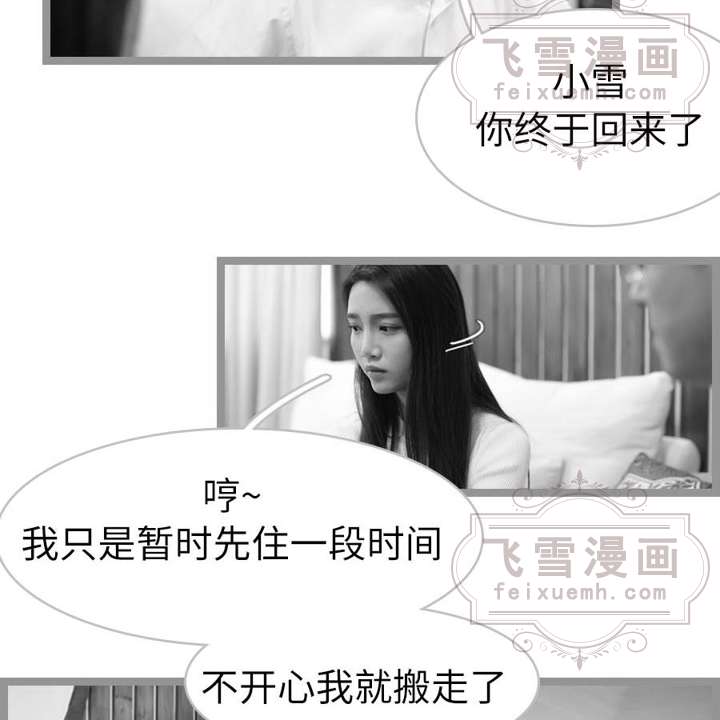 飞雪漫画
feixuemh.com
小雪
你终于回来了
哼~
我只是暂时先住一段时间
飞雪漫画
feixuemh.com
不开心我就搬走了